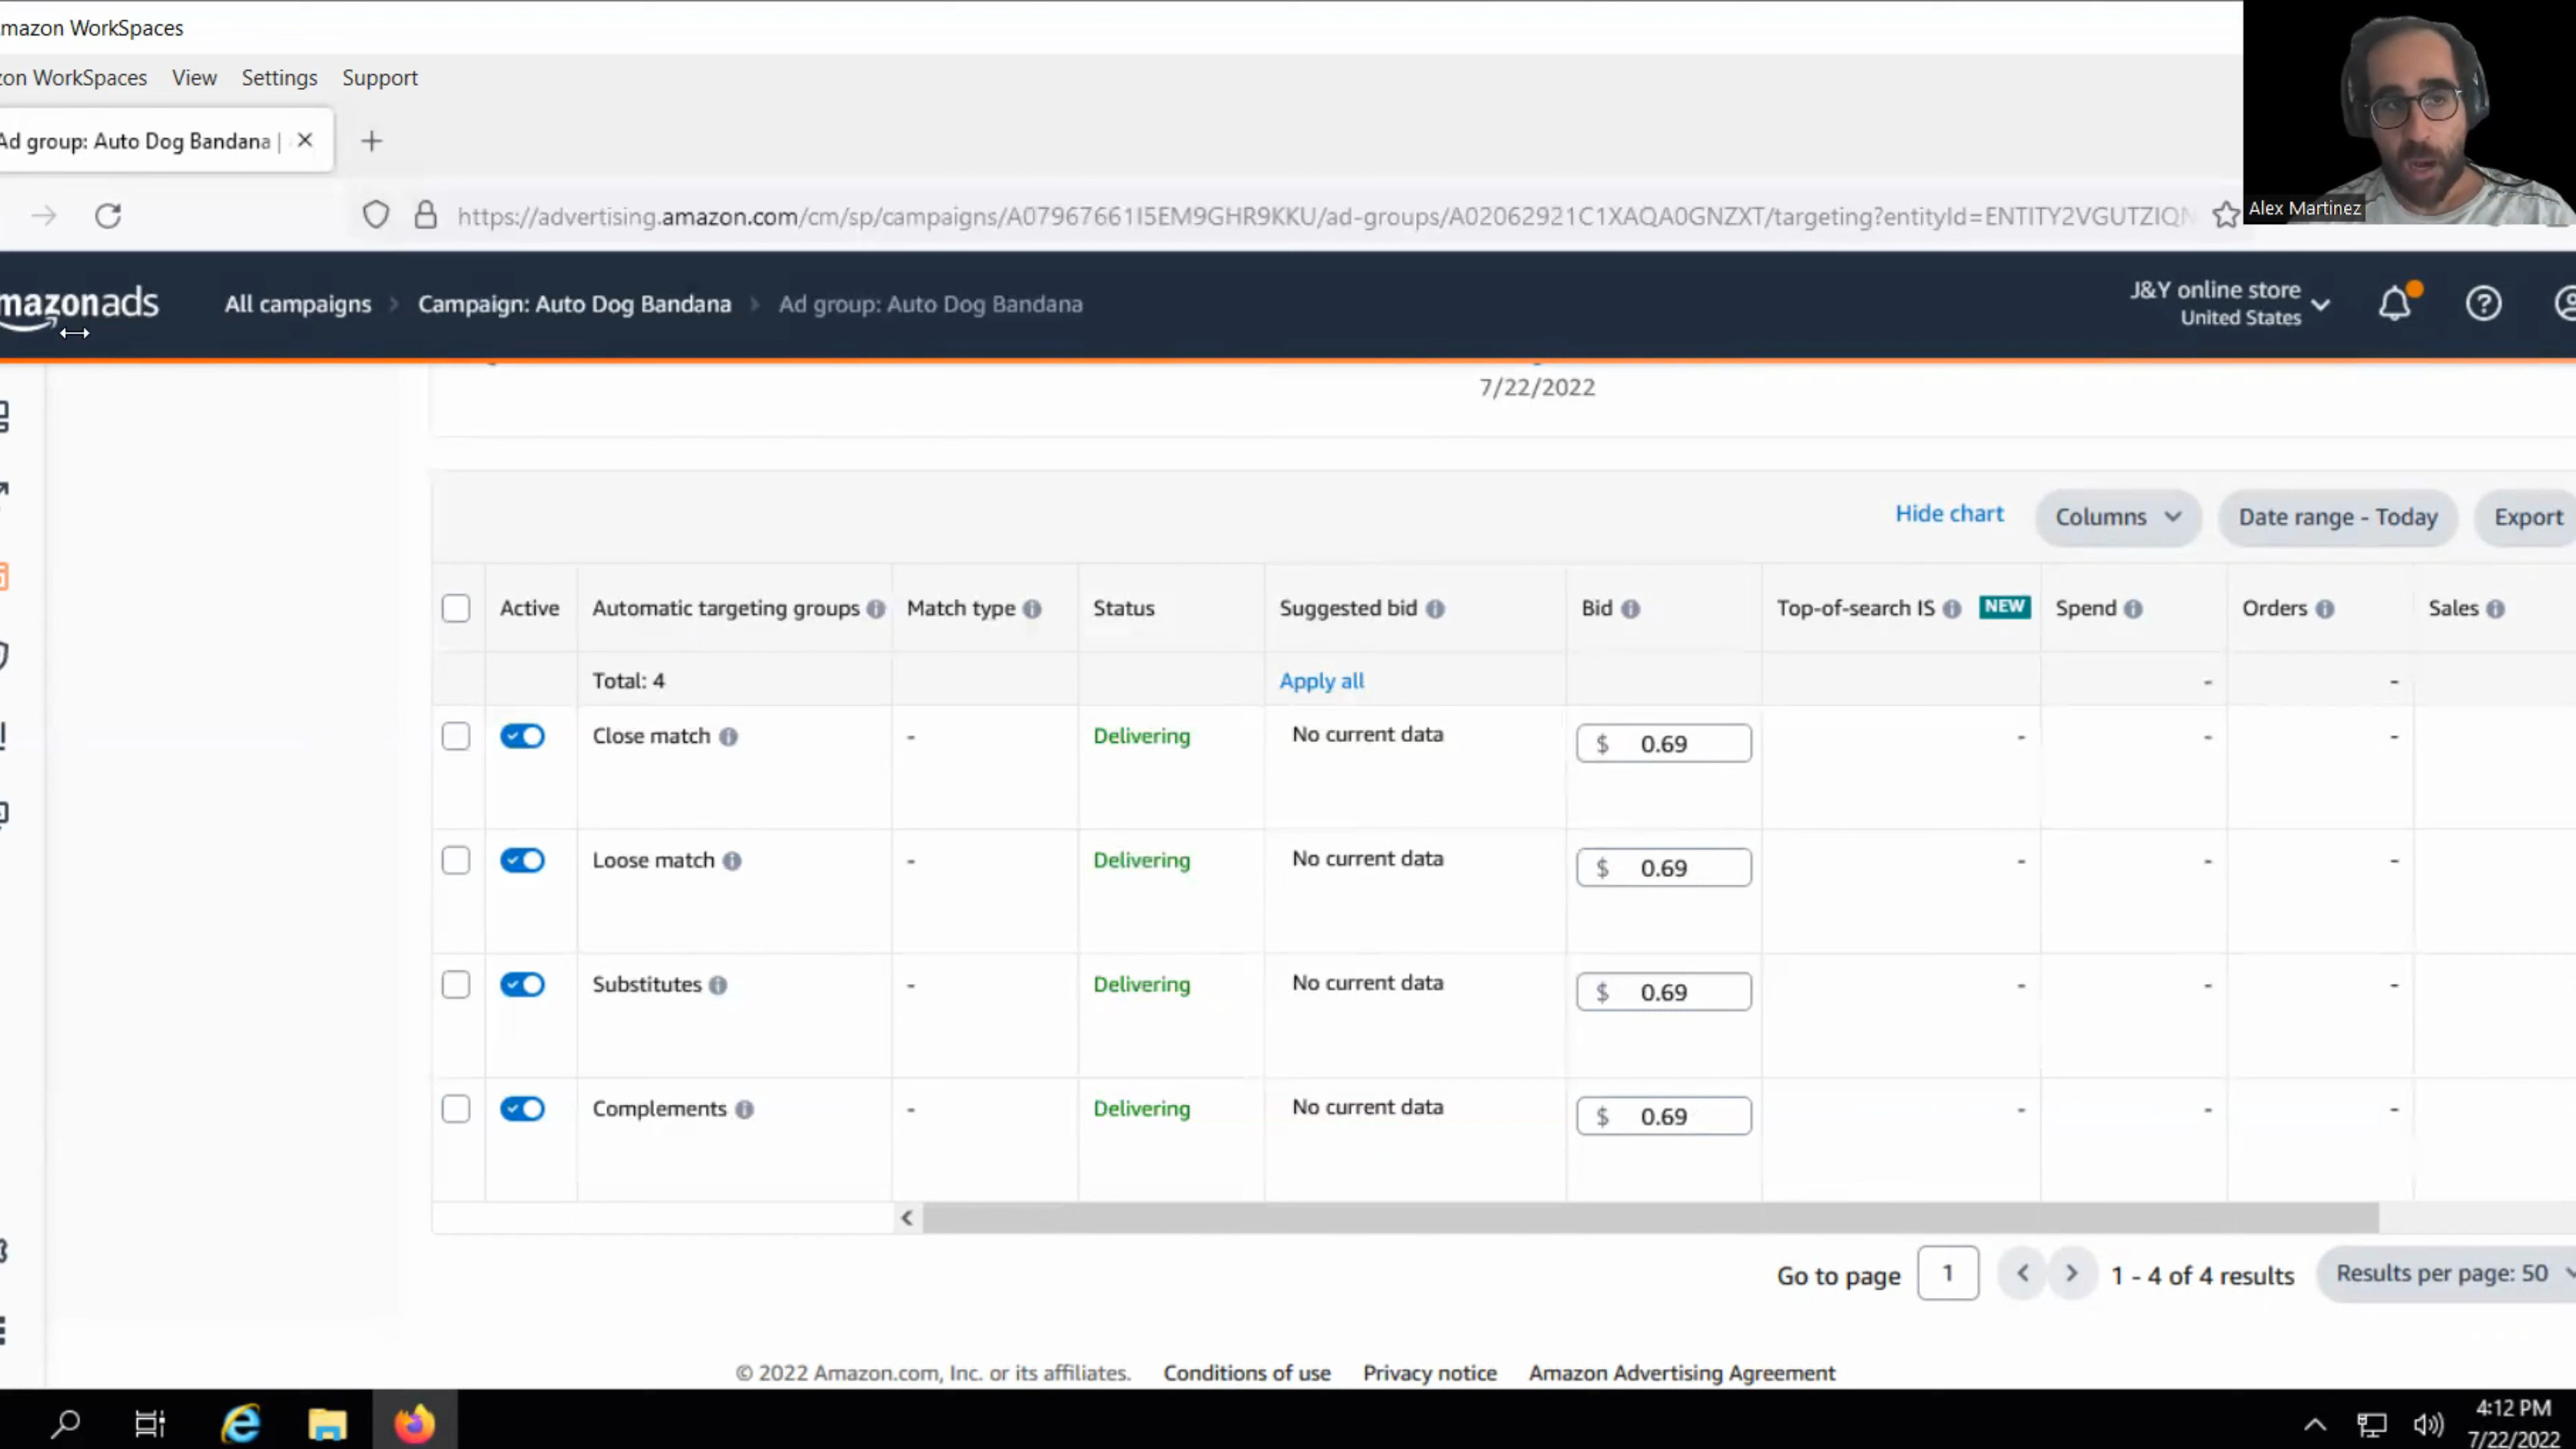 mazon WorkSpaces
zon WorkSpaces View Settings Support
Ad group: Auto Dog Bandana |
https://advertising.amazon.com/cm/sp/campaigns/A07967661I5EM9GHR9KKU/ad-groups/A02062921C1XAQA0GNZXT/targeting?entityId=ENTITY2VGUTZIQN
Alex Martinez
mazonads All campaigns > Campaign: Auto Dog Bandana > Ad group: Auto Dog Bandana
J&Y online store
United States
7/22/2022
Hide chart Columns Date range - Today Export
Active Automatic targeting groups Match type Status Suggested bid Bid Top-of-search IS NEW Spend Orders Sales
Total: 4 Apply all - -
Close match - Delivering No current data $ 0.69 - - -
Loose match - Delivering No current data $ 0.69 - - -
Substitutes - Delivering No current data $ 0.69 - - -
Complements - Delivering No current data $ 0.69 - - -
Go to page 1 1 - 4 of 4 results Results per page: 50
© 2022 Amazon.com, Inc. or its affiliates. Conditions of use Privacy notice Amazon Advertising Agreement
4:12 PM
7/22/2022